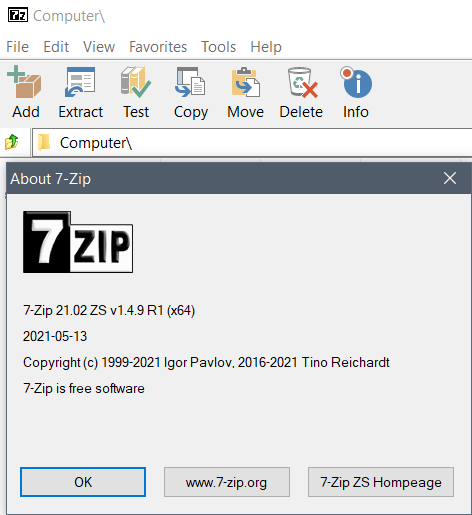 7z Computer\
File Edit View Favorites Tools Help
Add Extract Test Copy Move Delete Info
Computer\
About 7-Zip
7 ZIP
7-Zip 21.02 ZS v1.4.9 R1 (x64)
2021-05-13
Copyright (c) 1999-2021 Igor Pavlov, 2016-2021 Tino Reichardt
7-Zip is free software
OK www.7-zip.org 7-Zip ZS Hompeage